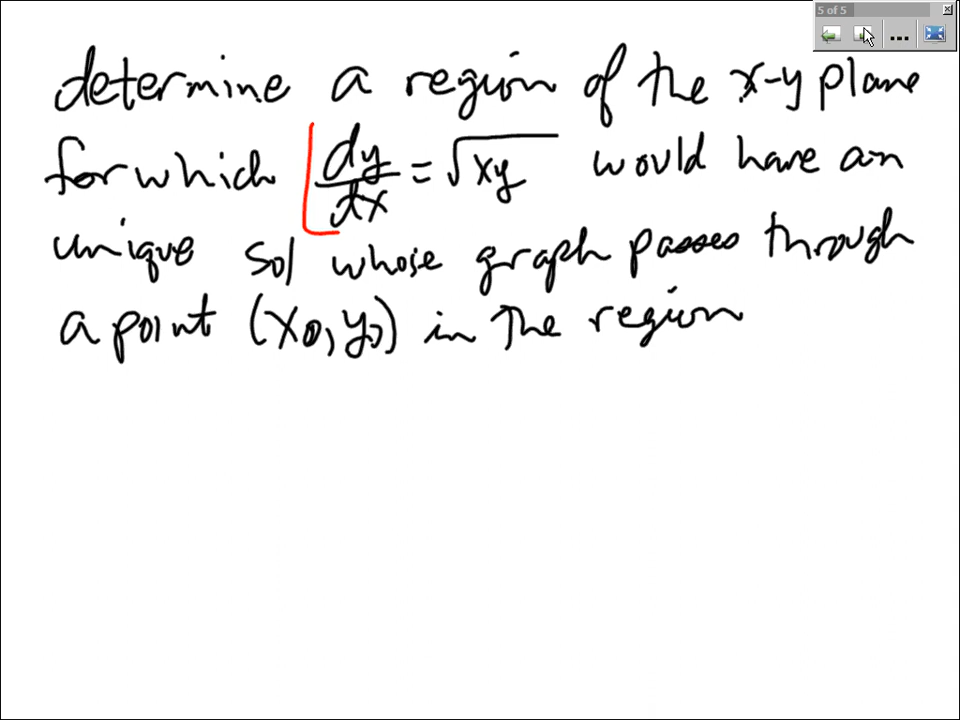 5 of 5
determine a region of the x-y plane
for which dy/dx = √xy would have an
unique sol whose graph passes through
a point (x0, y0) in the region